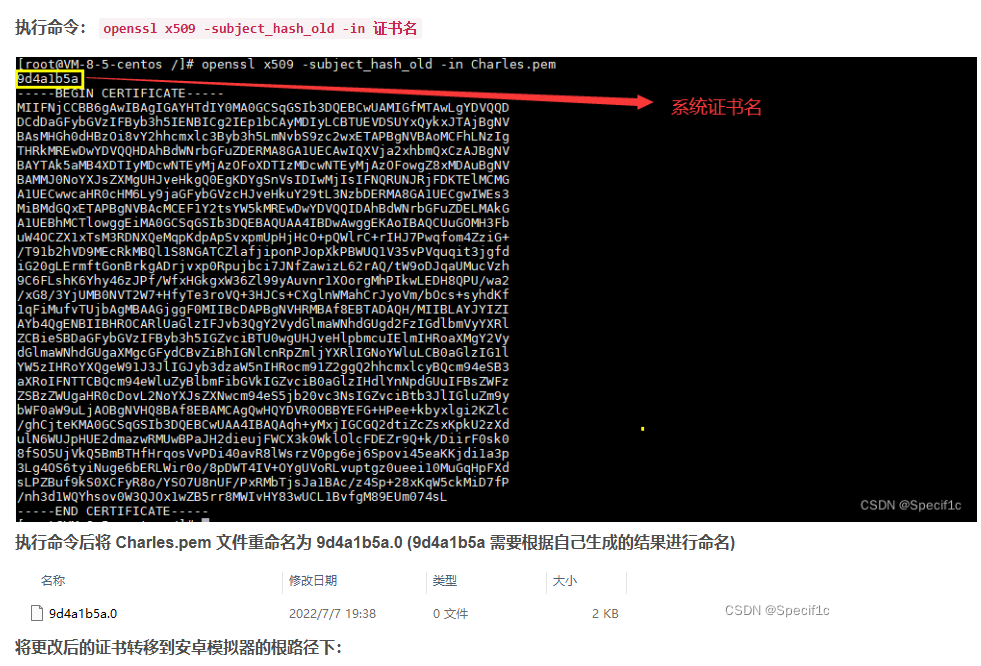 执行命令： openssl x509 -subject_hash_old -in 证书名
[root@VM-8-5-centos /]# openssl x509 -subject_hash_old -in Charles.pem
9d4a1b5a
系统证书名
-----BEGIN CERTIFICATE-----
MIIFNjCCBB6gAwIBAgIGAYHTdIY0MA0GCSqGSIb3DQEBCwUAMIGfMTAwLgYDVQQD
DCdDaGFybGVzIFByb3h5IENBICg2IEp1bCAyMDIyLCBTUEVDSUYxQykxJTAjBgNV
BAsMHGh0dHBzOi8vY2hhcmxlc3Byb3h5LmNvbS9zc2wxETAPBgNVBAoMCFhLNzIg
THRkMREwDwYDVQQHDAhBdWNrbGFuZDERMA8GA1UECAwIQXVja2xhbmQxCzAJBgNV
BAYTAk5aMB4XDTIyMDcwNTEyMjAzOFoXDTIzMDcwNTEyMjAzOFowgZ8xMDAuBgNV
BAMMJ0NoYXJsZXMgUHJveHkgQ0EgKDYgSnVsIDIwMjIsIFNQRUNJRjFDKTElMCMG
A1UECwwcaHR0cHM6Ly9jaGFybGVzcHJveHkuY29tL3NzbDERMA8GA1UECgwIWEs3
MiBMdGQxETAPBgNVBAcMCEF1Y2tsYW5kMREwDwYDVQQIDAhBdWNrbGFuZDELMAkG
A1UEBhMCTlowggEiMA0GCSqGSIb3DQEBAQUAA4IBDwAwggEKAoIBAQCUuGOMH3Fb
uW4OCZX1xTsM3RDNXQeMqpKdpApSvxpmUpHjHcO+pQWlrC+rIHJ7Pwqfom4ZziG+
/T91b2hVD9MEcRkMBQl1S8NGATCZlafjiponPJopXkPBWUQ1V35vPVquqit3jgfd
iG20gLErmftGonBrkgADrjvxp0Rpujbci7JNfZawizL62rAQ/tW9oDJqaUMucVzh
9C6FLshK6Yhy46zJPf/WfxHGkgxW36Zl99yAuvnr1XOorgMhPIkwLEDH8QPU/wa2
/xG8/3YjUMB0NVT2W7+HfyTe3roVQ+3HJCs+CXglnWMahCrJyoVm/bOcs+syhdKf
1qFiMufvTUjbAgMBAAGjggF0MIIBcDAPBgNVHRMBAf8EBTADAQH/MIIBLAYJYIZI
AYb4QgENBIIBHROCARlUaGlzIFJvb3QgY2VydGlmaWNhdGUgd2FzIGdlbmVyYXRl
ZCBieSBDaGFybGVzIFByb3h5IGZvciBTU0wgUHJveHlpbmcuIElmIHRoaXMgY2Vy
dGlmaWNhdGUgaXMgcGFydCBvZiBhIGNlcnRpZmljYXRlIGNoYWluLCB0aGlzIG1l
YW5zIHRoYXQgeW91J3JlIGJyb3dzaW5nIHRocm91Z2ggQ2hhcmxlcyBQcm94eSB3
aXRoIFNTTCBQcm94eWluZyBlbmFibGVkIGZvciB0aGlzIHdlYnNpdGUuIFBsZWFz
ZSBzZWUgaHR0cDovL2NoYXJsZXNwcm94eS5jb20vc3NsIGZvciBtb3JlIGluZm9y
bWF0aW9uLjAOBgNVHQ8BAf8EBAMCAgQwHQYDVR0OBBYEFG+HPee+kbyxlgi2KZlc
/ghCjteKMA0GCSqGSIb3DQEBCwUAA4IBAQAqh+yMxjIGCGQ2dtiZcZsxKpkU2zXd
ulN6WUJpHUE2dmazwRMUwBPaJH2dieujFWCX3k0WklOlcFDEZr9Q+k/DiirF0sk0
8fSO5UjVkQ5BmBTHfHrqosVvPDi40avR8lWsrzV0pg6ej6Spovi45eaKKjdi1a3p
3Lg4OS6tyiNuge6bERLWir0o/8pDWT4IV+OYgUVoRLvuptgz0ueei10MuGqHpFXd
sLPZBuf9kS0XCFyR8o/YSO7U8nUF/PxRMbTjsJa1BAc/z4Sp+28xKqW5ckMiD7fP
/nh3d1WQYhsov0W3QJOx1wZB5rr8MWIvHY83wUCL1BvfgM89EUm074sL
-----END CERTIFICATE-----
CSDN @Specif1c
执行命令后将 Charles.pem 文件重命名为 9d4a1b5a.0 (9d4a1b5a 需要根据自己生成的结果进行命名)
名称 修改日期 类型 大小
9d4a1b5a.0 2022/7/7 19:38 0 文件 2 KB
CSDN @Specif1c
将更改后的证书转移到安卓模拟器的根路径下：